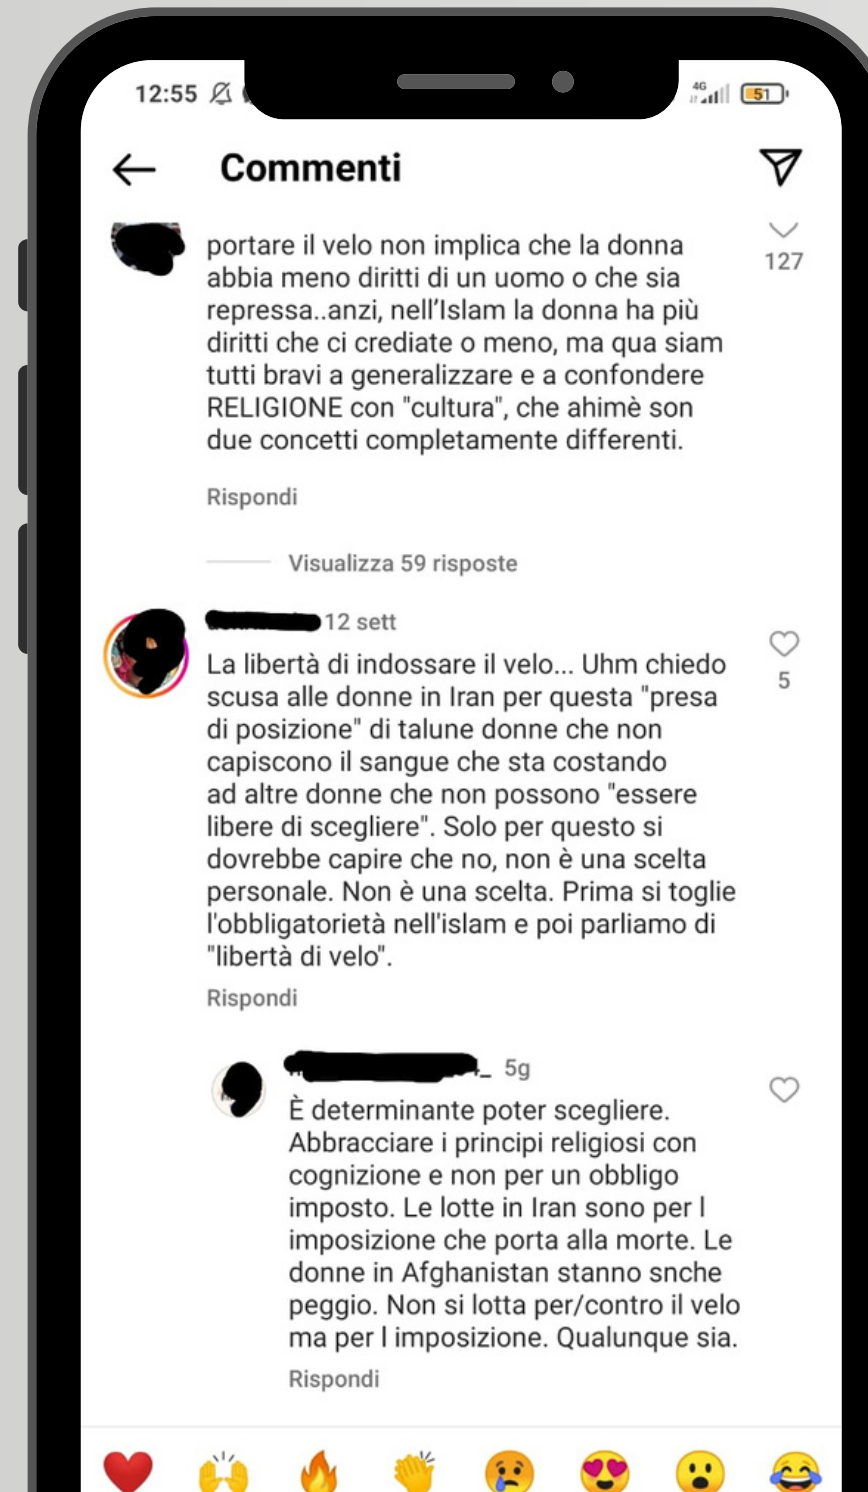 12:55
4G
51
Commenti
portare il velo non implica che la donna
127
abbia meno diritti di un uomo o che sia
repressa..anzi, nell'Islam la donna ha più
diritti che ci crediate o meno, ma qua siam
tutti bravi a generalizzare e a confondere
RELIGIONE con "cultura", che ahimè son
due concetti completamente differenti.
Rispondi
Visualizza 59 risposte
12 sett
La libertà di indossare il velo... Uhm chiedo
scusa alle donne in Iran per questa "presa
5
di posizione" di talune donne che non
capiscono il sangue che sta costando
ad altre donne che non possono "essere
libere di scegliere". Solo per questo si
dovrebbe capire che no, non è una scelta
personale. Non è una scelta. Prima si toglie
l'obbligatorietà nell'islam e poi parliamo di
"libertà di velo".
Rispondi
5g
È determinante poter scegliere.
Abbracciare i principi religiosi con
cognizione e non per un obbligo
imposto. Le lotte in Iran sono per l
imposizione che porta alla morte. Le
donne in Afghanistan stanno snche
peggio. Non si lotta per/contro il velo
ma per l imposizione. Qualunque sia.
Rispondi